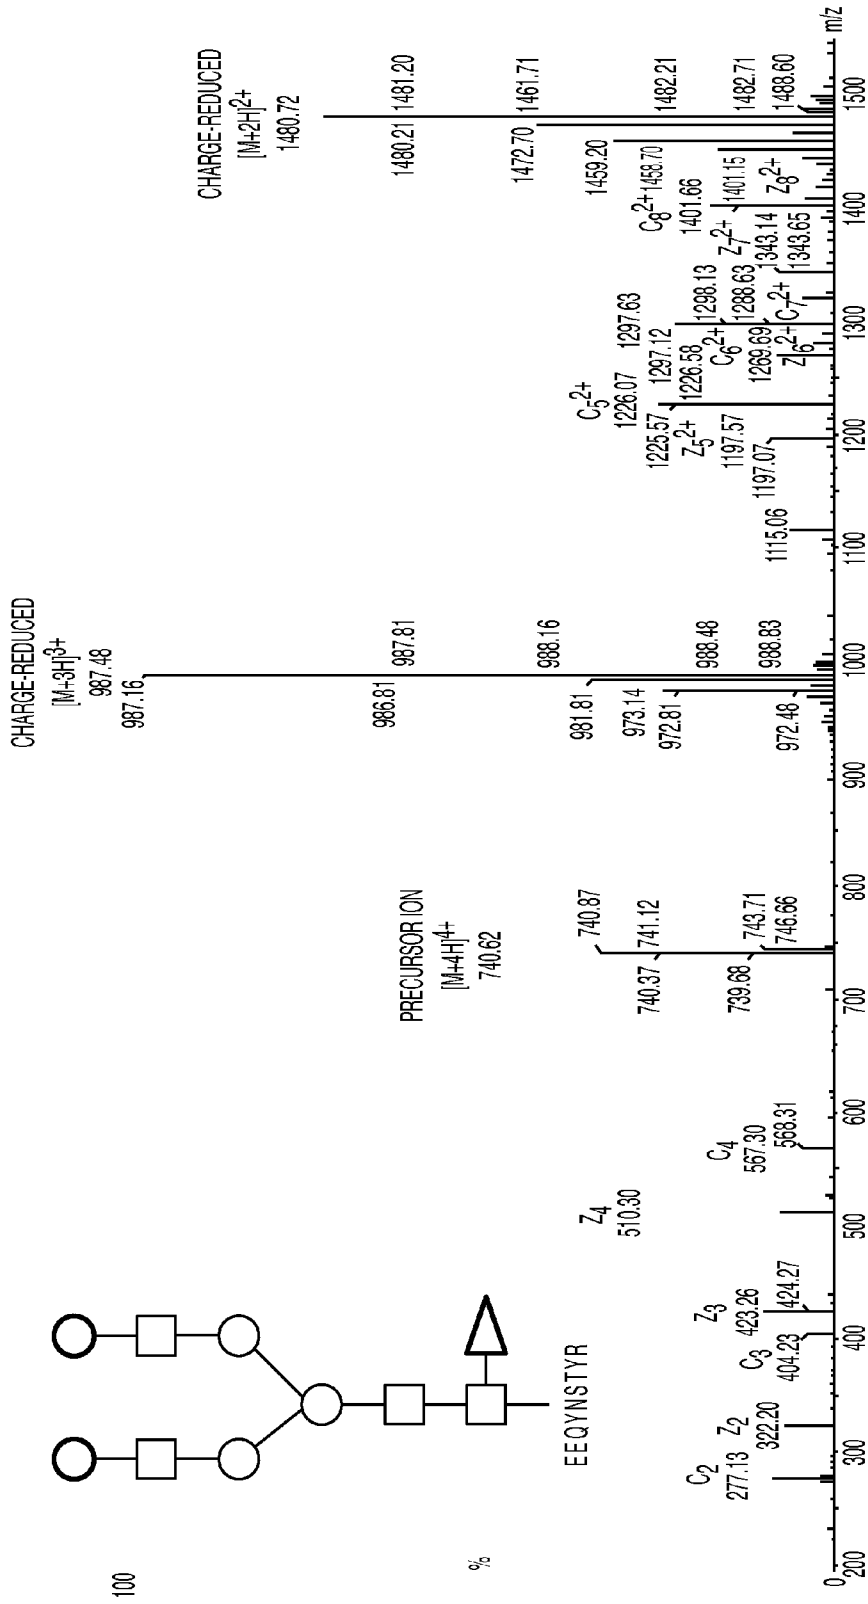 100
%
0
EEQYNSTYR
C2
277.13
Z2
322.20
C3
404.23
Z3
423.26
424.27
Z4
510.30
C4
567.30
568.31
PRECURSOR ION
[M+4H]4+
740.62
740.87
740.37
741.12
739.68
743.71
746.66
CHARGE-REDUCED
[M+3H]3+
987.48
987.16
986.81
987.81
981.81
988.16
973.14
972.81
988.48
972.48
988.83
1115.06
1197.07
1197.57
C5 2+
1226.07
1225.57
1226.58
Z5 2+
1297.63
1297.12
1298.13
C6 2+
1288.63
1269.69
Z6 2+
C7 2+
1343.14
1343.65
Z7 2+
C8 2+
1401.66
1401.15
Z8 2+
CHARGE-REDUCED
[M+2H]2+
1480.72
1480.21
1481.20
1472.70
1461.71
1459.20
1458.70
1482.21
1482.71
1488.60
200 300 400 500 600 700 800 900 1000 1100 1200 1300 1400 1500
m/z